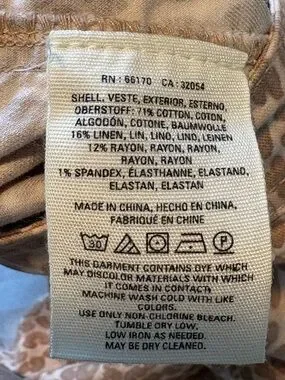 RN : 66170 CA : 32054
SHELL, VESTE, EXTERIOR, ESTERNO,
OBERSTOFF: 71% COTTON, COTON,
ALGODÓN, COTONE, BAUMWOLLE
16% LINEN, LIN, LINO, LINO, LEINEN
12% RAYON, RAYON, RAYON,
RAYON, RAYON
1% SPANDEX, ÉLASTHANNE, ELASTANO,
ELASTAN, ELASTAN
MADE IN CHINA, HECHO EN CHINA,
FABRIQUÉ EN CHINE
30 P
THIS GARMENT CONTAINS DYE WHICH
MAY DISCOLOR MATERIALS WITH WHICH
IT COMES IN CONTACT.
MACHINE WASH COLD WITH LIKE
COLORS.
USE ONLY NON-CHLORINE BLEACH.
TUMBLE DRY LOW.
LOW IRON AS NEEDED.
MAY BE DRY CLEANED.